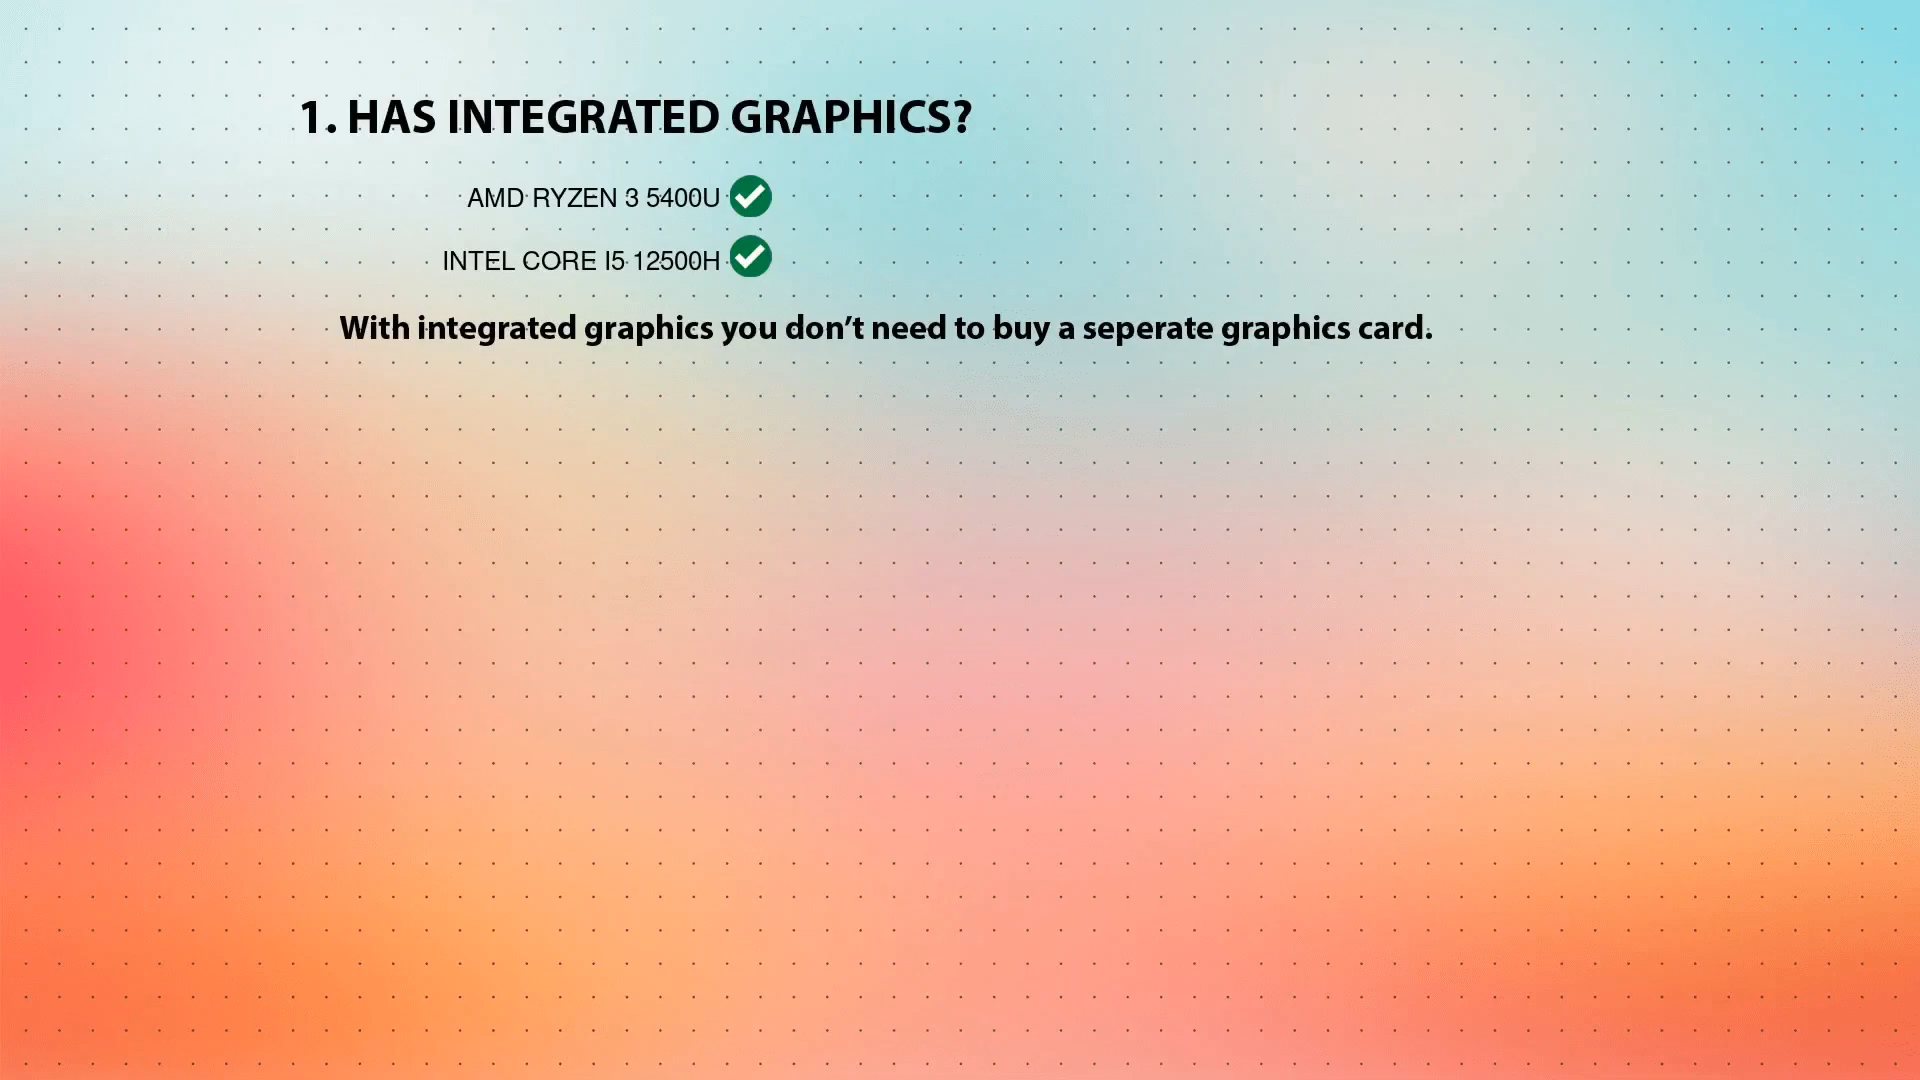 1. HAS INTEGRATED GRAPHICS?
AMD RYZEN 3 5400U
INTEL CORE I5 12500H
With integrated graphics you don’t need to buy a seperate graphics card.